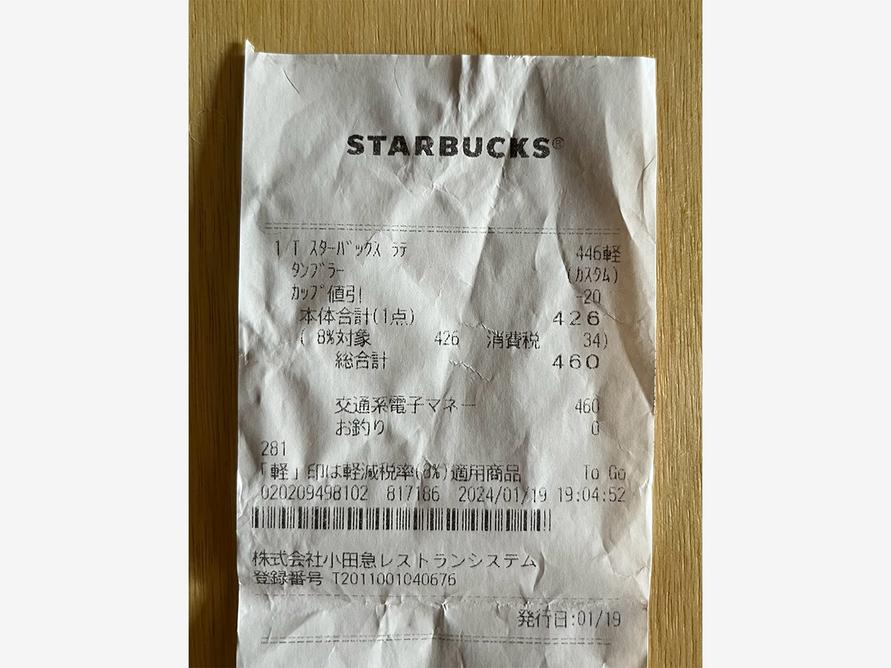 STARBUCKS®
1 T スターバックス ラテ 446軽
タンブラー (カスタム)
カップ値引 -20
本体合計(1点) 426
( 8%対象 426 消費税 34)
総合計 460
交通系電子マネー 460
お釣り 0
281
「軽」印は軽減税率(8%)適用商品 To Go
020209498102 817186 2024/01/19 19:04:52
株式会社小田急レストランシステム
登録番号 T2011001040676
発行日:01/19